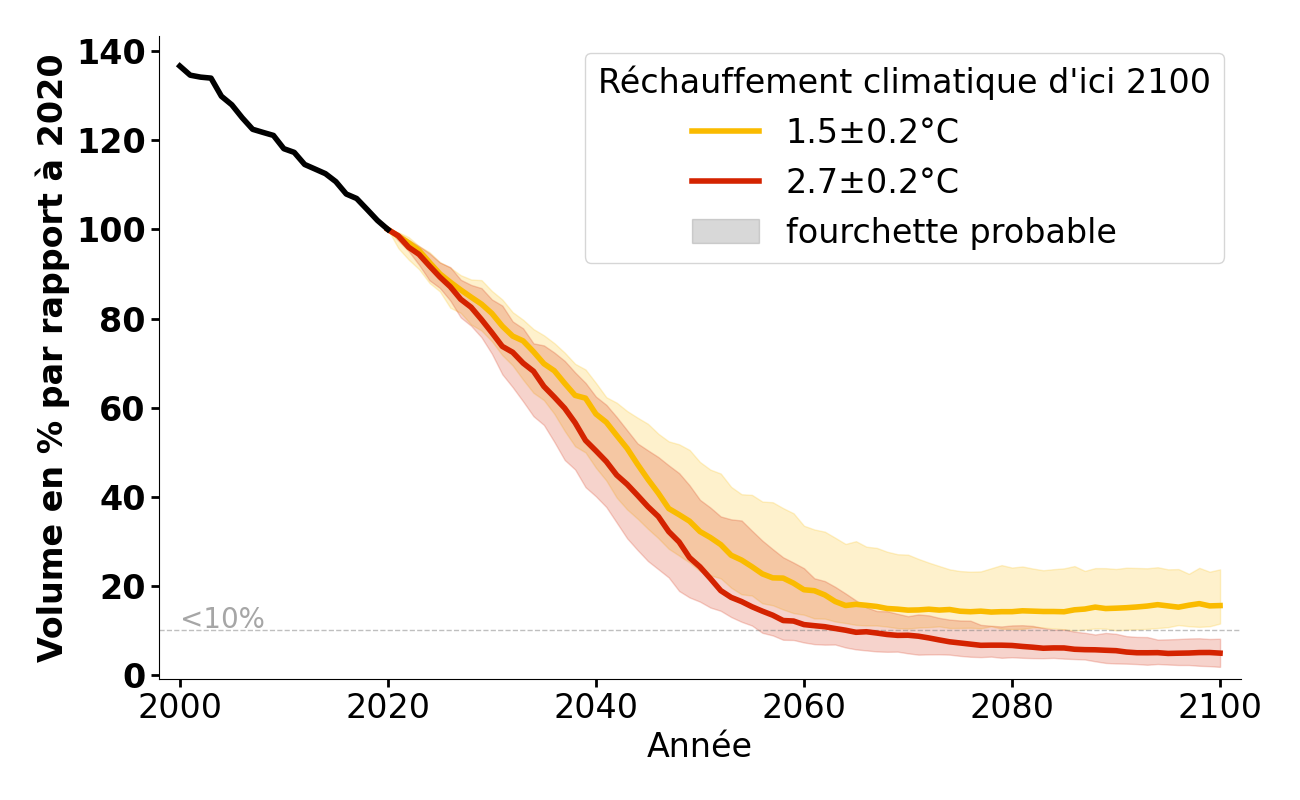 Volume en % par rapport à 2020
140
120
100
80
60
40
20
0
<10%
Réchauffement climatique d'ici 2100
1.5±0.2°C
2.7±0.2°C
fourchette probable
2000 2020 2040 2060 2080 2100
Année